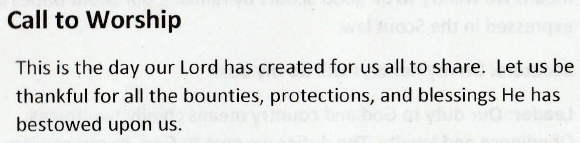 Call to Worship
This is the day our Lord has created for us all to share.  Let us be
thankful for all the bounties, protections, and blessings He has
bestowed upon us.